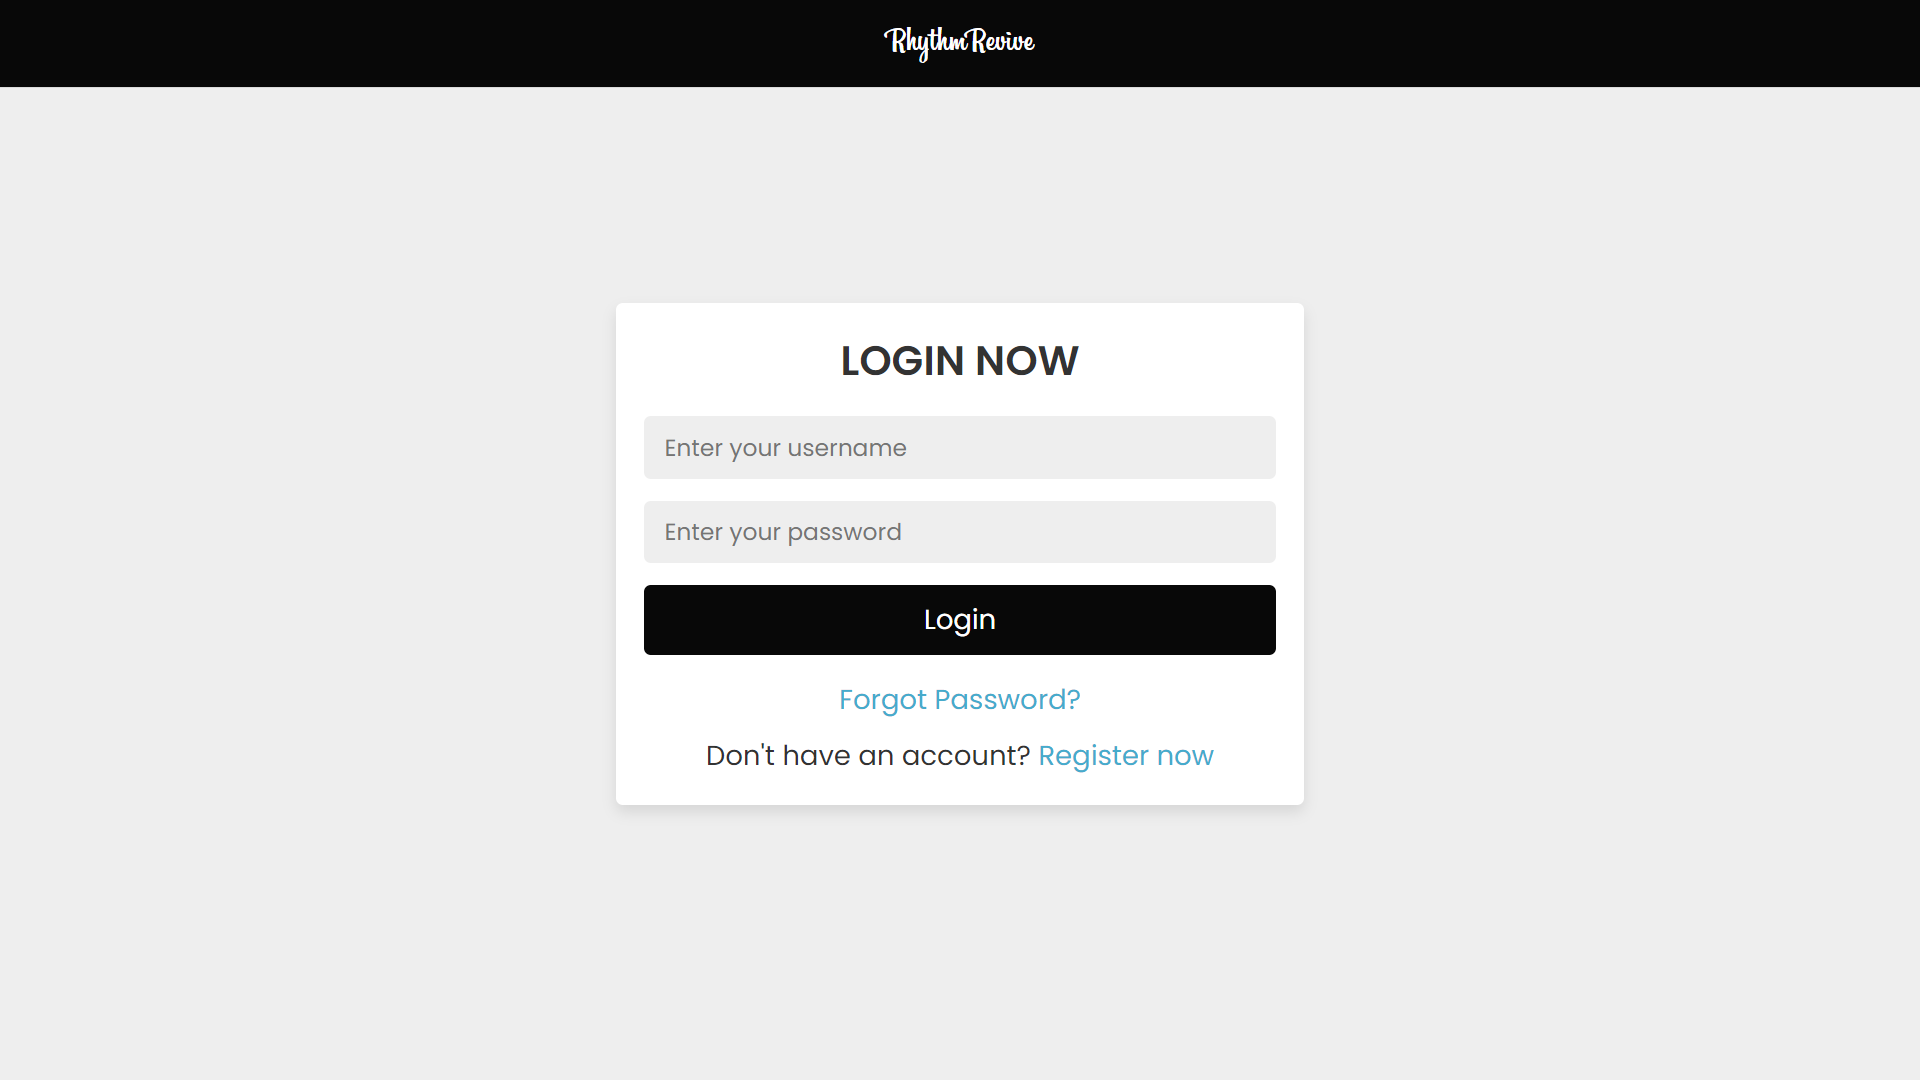 RhythmRevive
LOGIN NOW
Enter your username
Enter your password
Login
Forgot Password?
Don't have an account? Register now